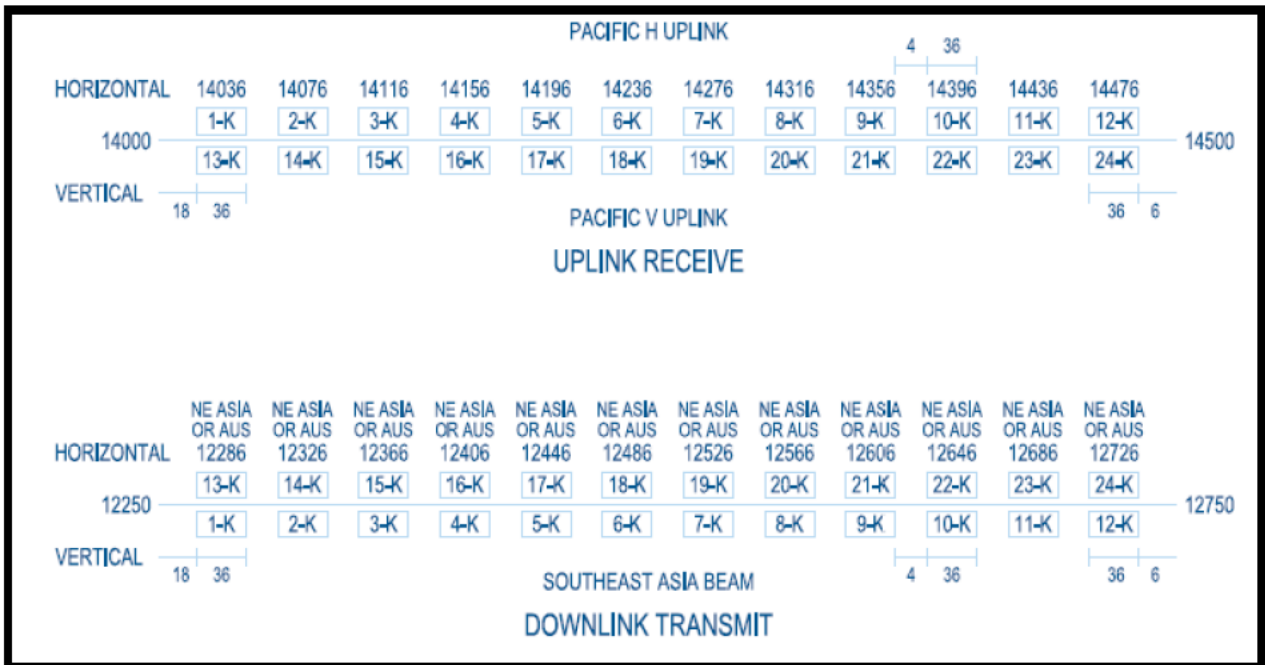 PACIFIC H UPLINK
4 36
HORIZONTAL 14036 14076 14116 14156 14196 14236 14276 14316 14356 14396 14436 14476
1-K 2-K 3-K 4-K 5-K 6-K 7-K 8-K 9-K 10-K 11-K 12-K
14000 14500
13-K 14-K 15-K 16-K 17-K 18-K 19-K 20-K 21-K 22-K 23-K 24-K
VERTICAL
18 36 36 6
PACIFIC V UPLINK
UPLINK RECEIVE
NE ASIA NE ASIA NE ASIA NE ASIA NE ASIA NE ASIA NE ASIA NE ASIA NE ASIA NE ASIA NE ASIA NE ASIA
OR AUS OR AUS OR AUS OR AUS OR AUS OR AUS OR AUS OR AUS OR AUS OR AUS OR AUS OR AUS
HORIZONTAL 12286 12326 12366 12406 12446 12486 12526 12566 12606 12646 12686 12726
13-K 14-K 15-K 16-K 17-K 18-K 19-K 20-K 21-K 22-K 23-K 24-K
12250 12750
1-K 2-K 3-K 4-K 5-K 6-K 7-K 8-K 9-K 10-K 11-K 12-K
VERTICAL
18 36 4 36 36 6
SOUTHEAST ASIA BEAM
DOWNLINK TRANSMIT